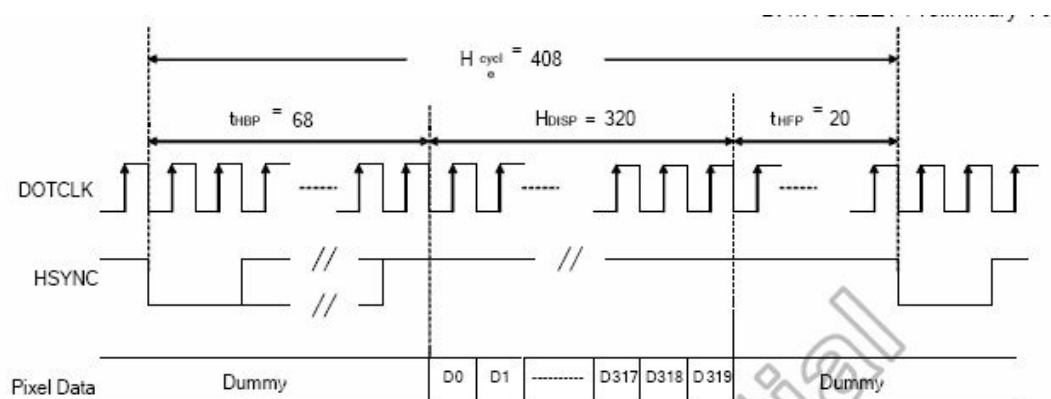 H cycl e = 408
tHBP = 68
HDISP = 320
tHFP = 20
DOTCLK
HSYNC
Pixel Data
Dummy
D0
D1
D317
D318
D319
Dummy